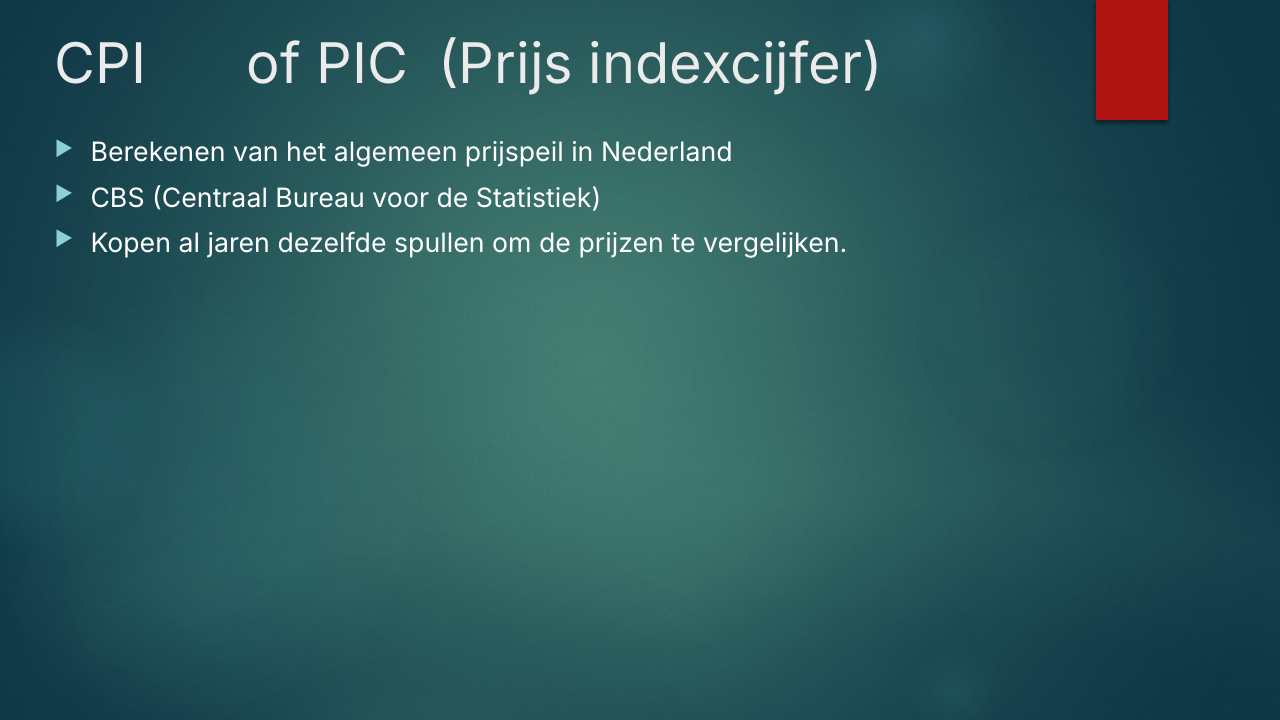 CPI of PIC (Prijs indexcijfer)
Berekenen van het algemeen prijspeil in Nederland
CBS (Centraal Bureau voor de Statistiek)
Kopen al jaren dezelfde spullen om de prijzen te vergelijken.